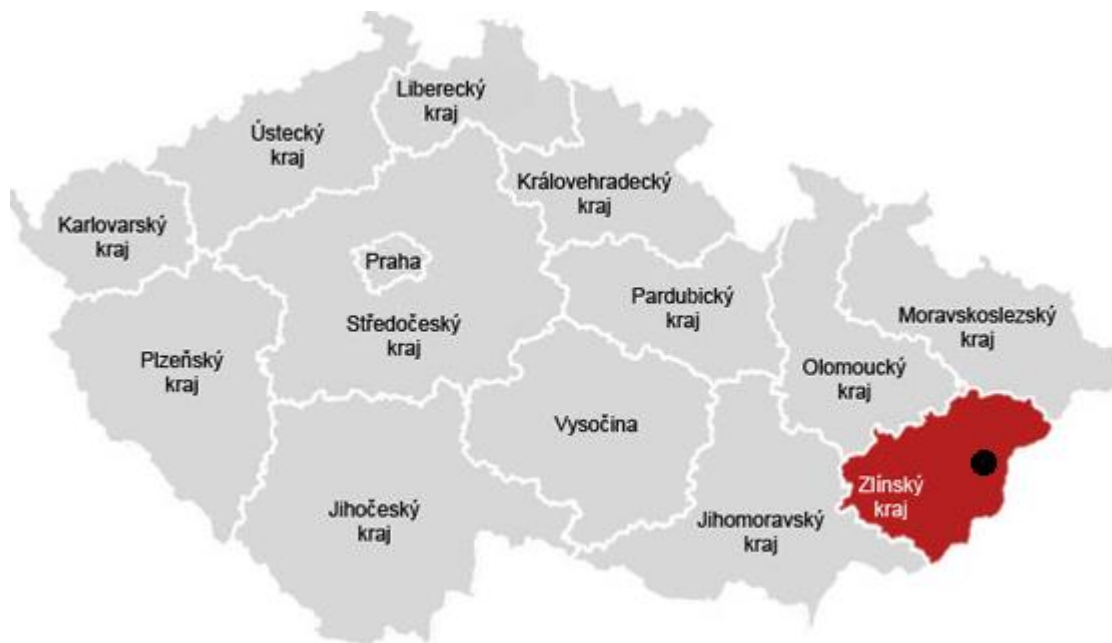 Liberecký
kraj
Ústecký
kraj
Královehradecký
kraj
Karlovarský
kraj
Praha
Pardubický
kraj
Středočeský
kraj
Moravskoslezský
kraj
Plzeňský
kraj
Olomoucký
kraj
Vysočina
Zlínský
kraj
Jihočeský
kraj
Jihomoravský
kraj